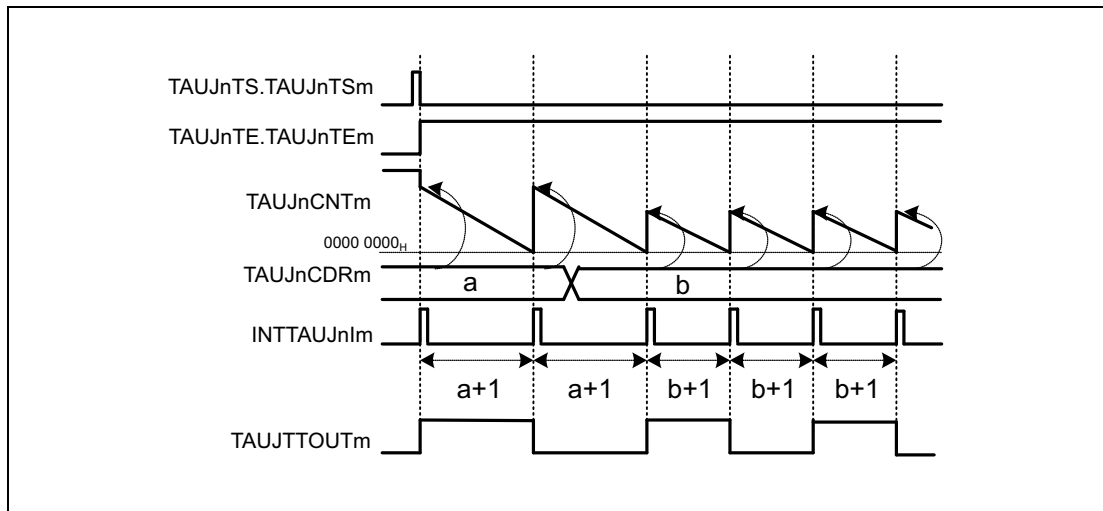 TAUJnTS.TAUJnTSm
TAUJnTE.TAUJnTEm
TAUJnCNTm
0000 0000H
TAUJnCDRm
a
b
INTTAUJnIm
a+1
a+1
b+1
b+1
b+1
TAUJTTOUTm